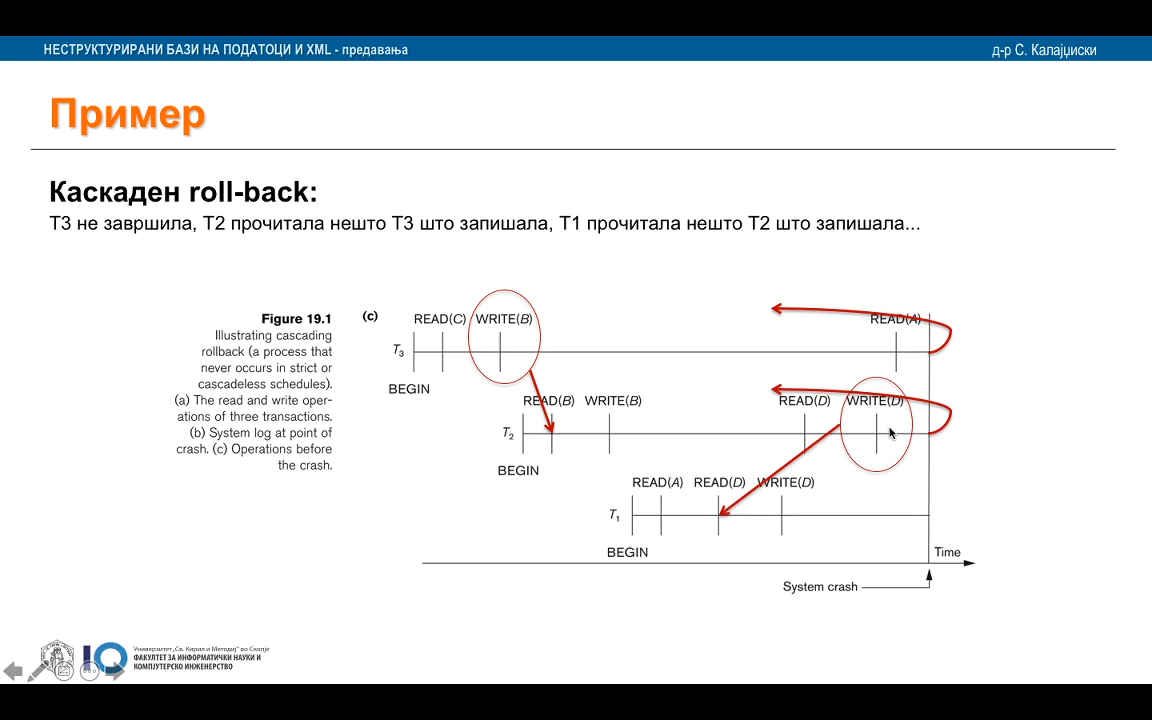 НЕСТРУКТУРИРАНИ БАЗИ НА ПОДАТОЦИ И XML - предавања
д-р С. Калајџиски
Пример
Каскаден roll-back:
Т3 не завршила, Т2 прочитала нешто Т3 што запишала, Т1 прочитала нешто Т2 што запишала...
Figure 19.1
Illustrating cascading
rollback (a process that
never occurs in strict or
cascadeless schedules).
(a) The read and write oper-
ations of three transactions.
(b) System log at point of
crash. (c) Operations before
the crash.
(c)
READ(C) WRITE(B) READ(A)
T3
BEGIN
READ(B) WRITE(B) READ(D) WRITE(D)
T2
BEGIN
READ(A) READ(D) WRITE(D)
T1
BEGIN
Time
System crash
Универзитет „Св. Кирил и Методиј“ во Скопје
ФАКУЛТЕТ ЗА ИНФОРМАТИЧКИ НАУКИ И
КОМПЈУТЕРСКО ИНЖЕНЕРСТВО